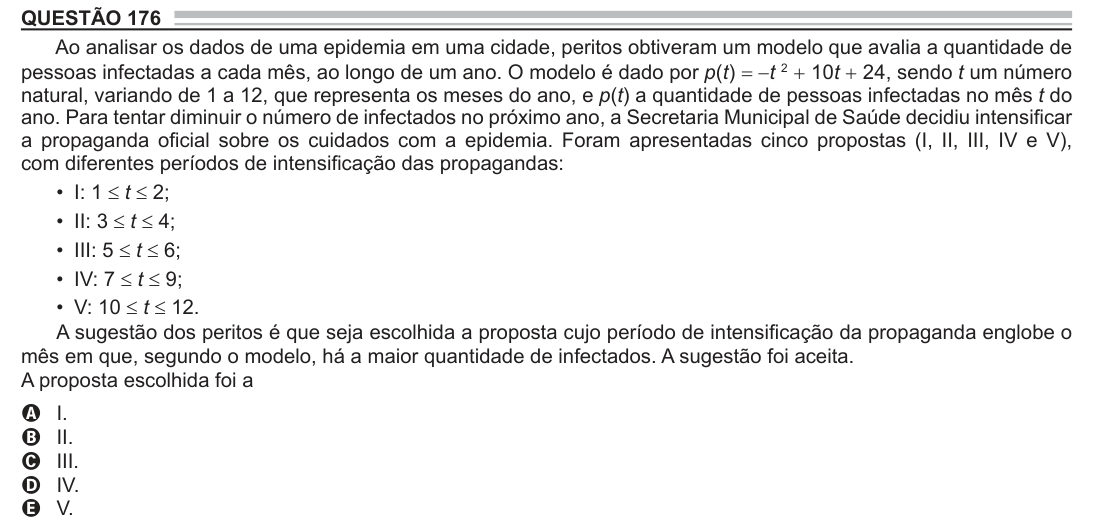 QUESTÃO 176
Ao analisar os dados de uma epidemia em uma cidade, peritos obtiveram um modelo que avalia a quantidade de
pessoas infectadas a cada mês, ao longo de um ano. O modelo é dado por p(t) = –t² + 10t + 24, sendo t um número
natural, variando de 1 a 12, que representa os meses do ano, e p(t) a quantidade de pessoas infectadas no mês t do
ano. Para tentar diminuir o número de infectados no próximo ano, a Secretaria Municipal de Saúde decidiu intensificar
a propaganda oficial sobre os cuidados com a epidemia. Foram apresentadas cinco propostas (I, II, III, IV e V),
com diferentes períodos de intensificação das propagandas:
• I: 1 ≤ t ≤ 2;
• II: 3 ≤ t ≤ 4;
• III: 5 ≤ t ≤ 6;
• IV: 7 ≤ t ≤ 9;
• V: 10 ≤ t ≤ 12.
A sugestão dos peritos é que seja escolhida a proposta cujo período de intensificação da propaganda englobe o
mês em que, segundo o modelo, há a maior quantidade de infectados. A sugestão foi aceita.
A proposta escolhida foi a
A I.
B II.
C III.
D IV.
E V.